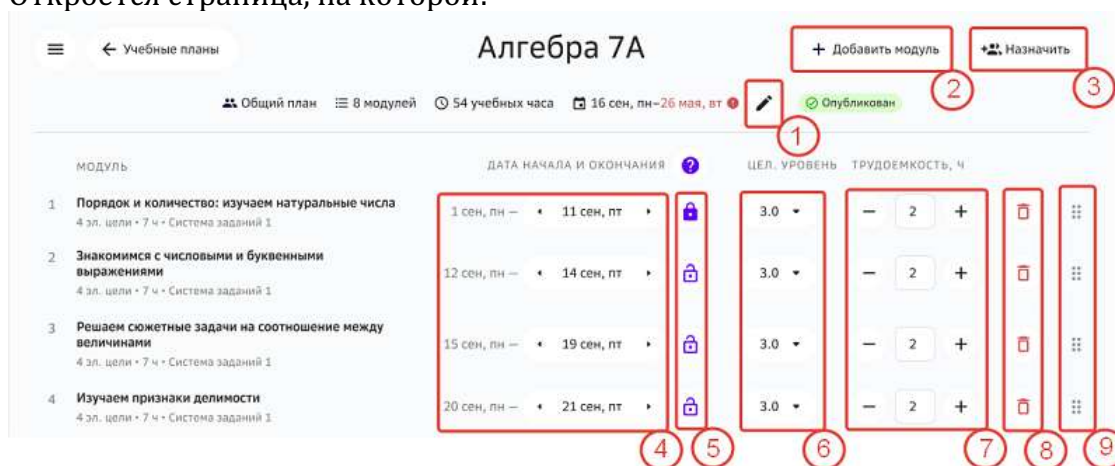 Откроется страница, на которой:
← Учебные планы
Алгебра 7А
+ Добавить модуль
Назначить
2
3
Общий план 8 модулей 54 учебных часа 16 сен, пн–26 мая, вт Опубликован
1
МОДУЛЬ ДАТА НАЧАЛА И ОКОНЧАНИЯ ? ЦЕЛ. УРОВЕНЬ ТРУДОЕМКОСТЬ, Ч
1 Порядок и количество: изучаем натуральные числа 1 сен, пн – 11 сен, пт 3.0 − 2 +
4 эл. цели • 7 ч • Система заданий 1
2 Знакомимся с числовыми и буквенными
выражениями 12 сен, пн – 14 сен, пт 3.0 − 2 +
4 эл. цели • 7 ч • Система заданий 1
3 Решаем сюжетные задачи на соотношение между
величинами 15 сен, пн – 19 сен, пт 3.0 − 2 +
4 эл. цели • 7 ч • Система заданий 1
4 Изучаем признаки делимости 20 сен, пн – 21 сен, пт 3.0 − 2 +
4 эл. цели • 7 ч • Система заданий 1
4 5 6 7 8 9